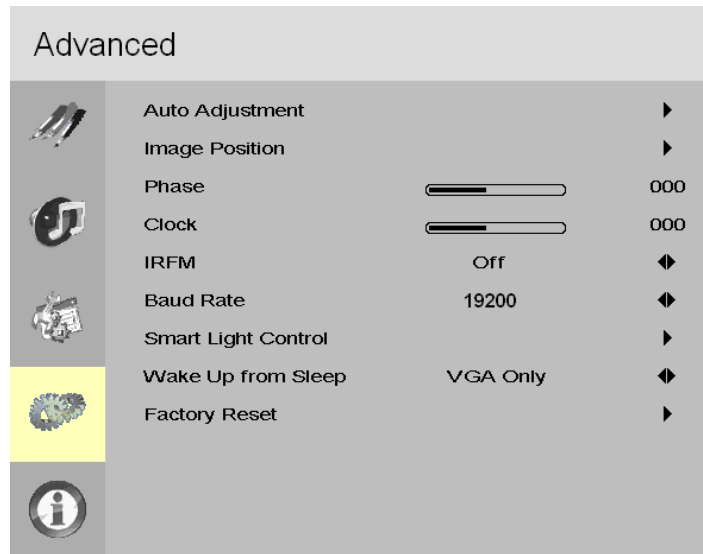 Advanced
Auto Adjustment
Image Position
Phase 000
Clock 000
IRFM Off
Baud Rate 19200
Smart Light Control
Wake Up from Sleep VGA Only
Factory Reset